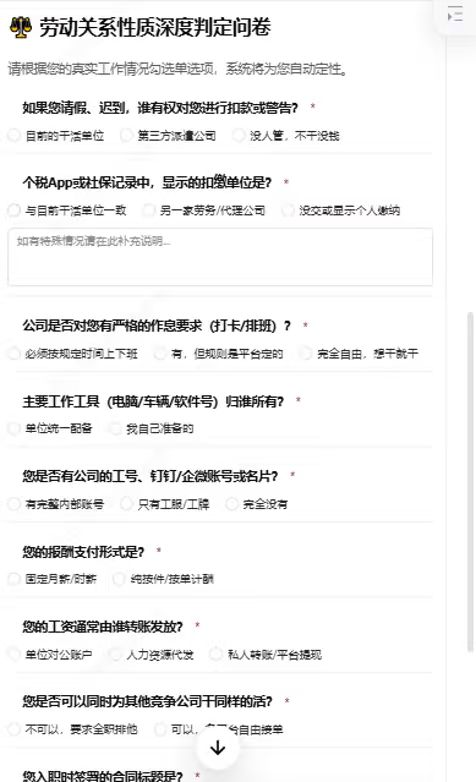 劳动关系性质深度判定问卷
请根据您的真实工作情况勾选单选项，系统将为您自动定性。
如果您请假、迟到，谁有权对您进行扣款或警告？ *
目前的干活单位 第三方派遣公司 没人管，不干没钱
个税App或社保记录中，显示的扣缴单位是？ *
与目前干活单位一致 另一家劳务/代理公司 没交或显示个人缴纳
如有特殊情况请在此补充说明...
公司是否对您有严格的作息要求（打卡/排班）？ *
必须按规定时间上下班 有，但规则是平台定的 完全自由，想干就干
主要工作工具（电脑/车辆/软件号）归谁所有？ *
单位统一配备 我自己准备的
您是否有公司的工号、钉钉/企微账号或名片？ *
有完整内部账号 只有工服/工牌 完全没有
您的报酬支付形式是？ *
固定月薪/时薪 纯按件/按单计酬
您的工资通常由谁转账发放？ *
单位对公账户 人力资源代发 私人转账/平台提现
您是否可以同时为其他竞争公司干同样的活？ *
不可以，要求全职排他 可以，台自由接单
您入职时签署的合同标题是？ *